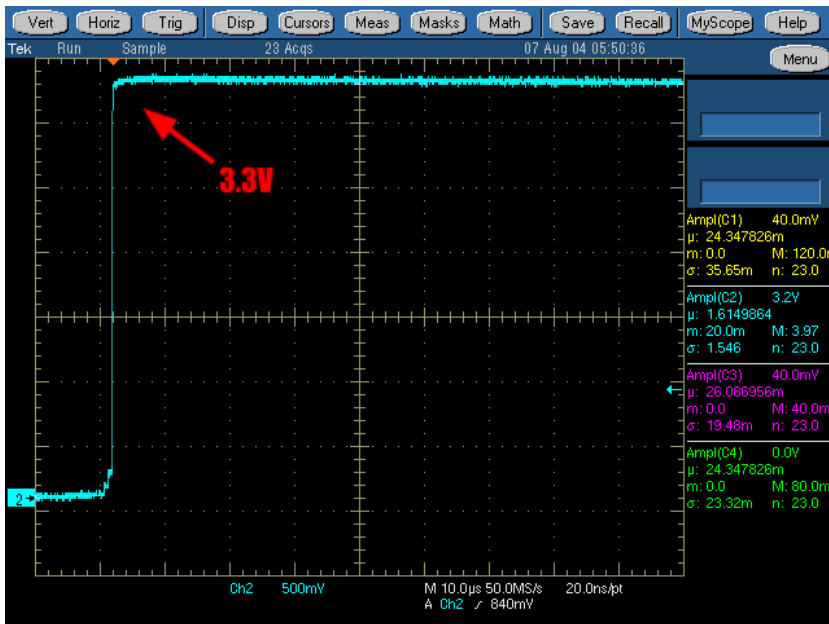 Vert Horiz Trig Disp Cursors Meas Masks Math Save Recall MyScope Help
Tek Run Sample 23 Acqs 07 Aug 04 05:50:36
Menu
3.3V
Ampl(C1) 40.0mV
µ: 24.347826m
m: 0.0 M: 120.0
σ: 35.65m n: 23.0
Ampl(C2) 3.2V
µ: 1.6149864
m: 20.0m M: 3.97
σ: 1.546 n: 23.0
Ampl(C3) 40.0mV
µ: 26.086956m
m: 0.0 M: 40.0m
σ: 19.48m n: 23.0
Ampl(C4) 0.0V
µ: 24.347826m
m: 0.0 M: 80.0m
σ: 23.32m n: 23.0
2
Ch2 500mV M 10.0µs 50.0MS/s 20.0ns/pt
A Ch2 840mV